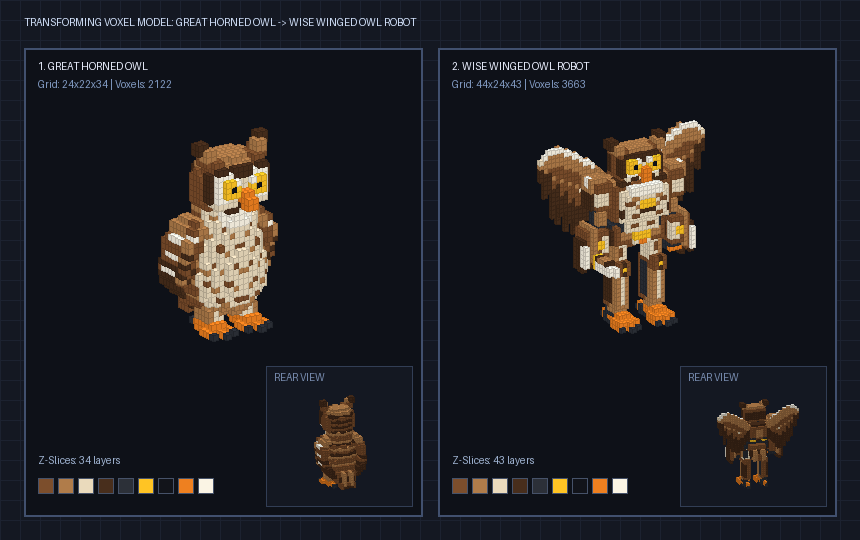 TRANSFORMING VOXEL MODEL: GREAT HORNED OWL -> WISE WINGED OWL ROBOT
1. GREAT HORNED OWL
Grid: 24x22x34 | Voxels: 2122
REAR VIEW
Z-Slices: 34 layers
2. WISE WINGED OWL ROBOT
Grid: 44x24x43 | Voxels: 3663
REAR VIEW
Z-Slices: 43 layers